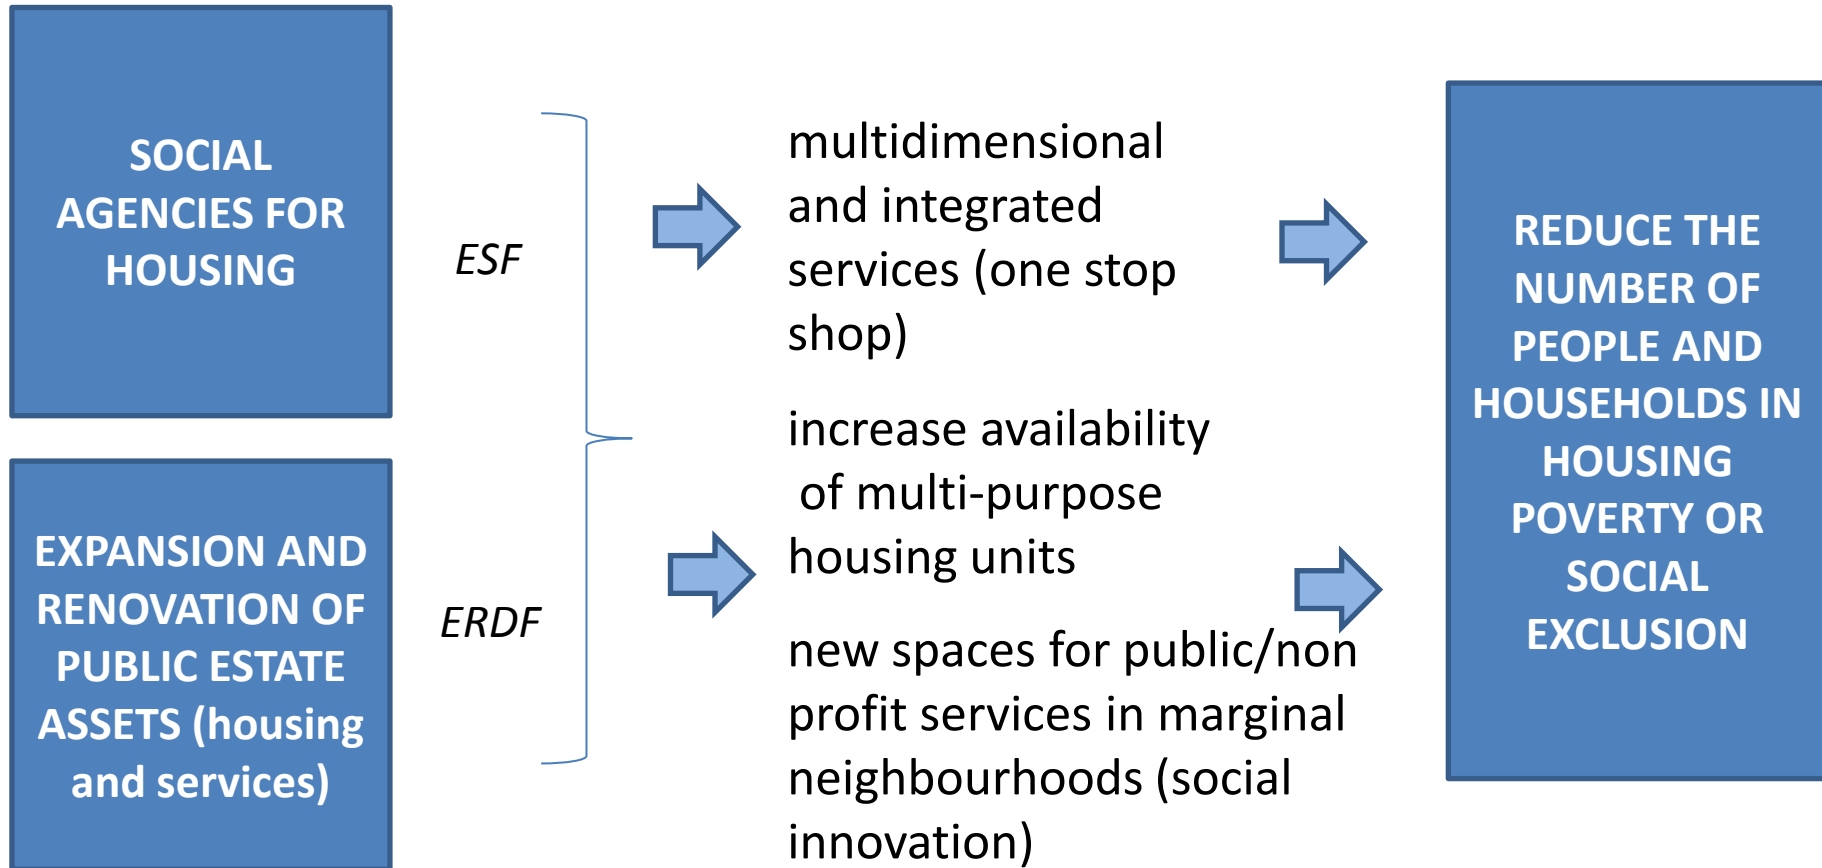 SOCIAL
AGENCIES FOR
HOUSING
EXPANSION AND
RENOVATION OF
PUBLIC ESTATE
ASSETS (housing
and services)
ESF
ERDF
multidimensional
and integrated
services (one stop
shop)
increase availability
of multi-purpose
housing units
new spaces for public/non
profit services in marginal
neighbourhoods (social
innovation)
REDUCE THE
NUMBER OF
PEOPLE AND
HOUSEHOLDS IN
HOUSING
POVERTY OR
SOCIAL
EXCLUSION